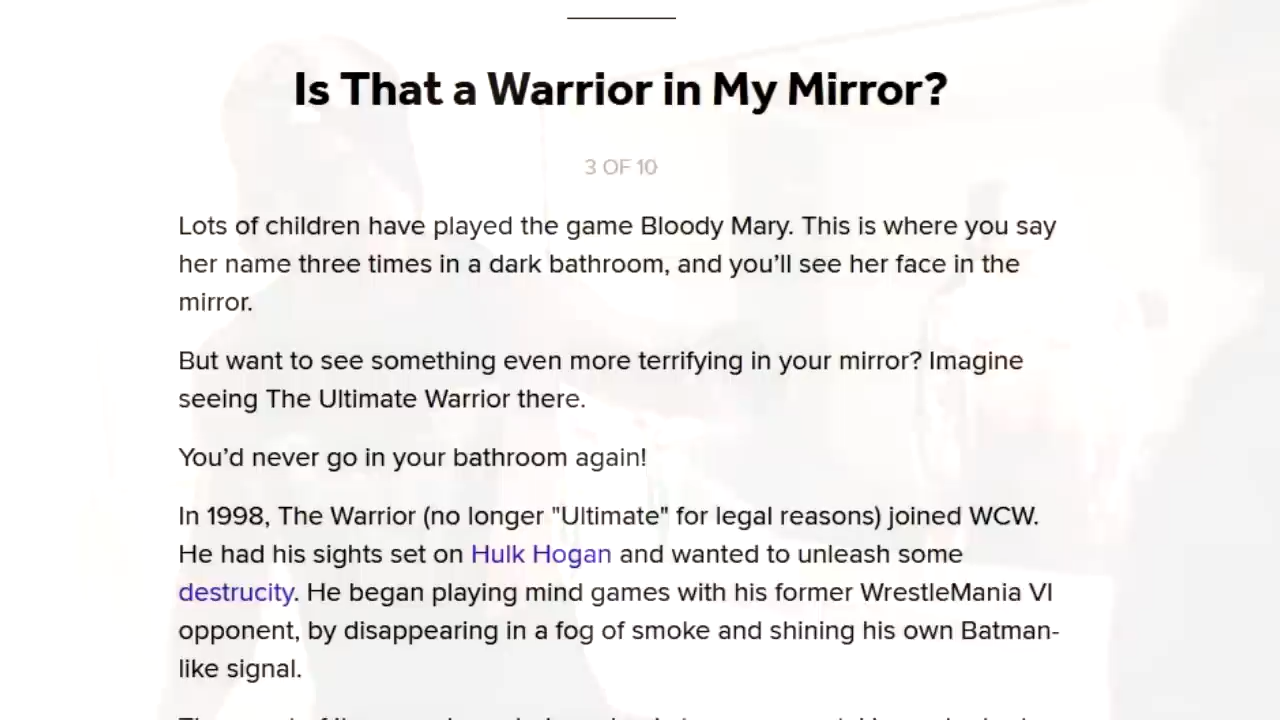 Is That a Warrior in My Mirror?
3 OF 10
Lots of children have played the game Bloody Mary. This is where you say
her name three times in a dark bathroom, and you’ll see her face in the
mirror.
But want to see something even more terrifying in your mirror? Imagine
seeing The Ultimate Warrior there.
You’d never go in your bathroom again!
In 1998, The Warrior (no longer "Ultimate" for legal reasons) joined WCW.
He had his sights set on Hulk Hogan and wanted to unleash some
destrucity. He began playing mind games with his former WrestleMania VI
opponent, by disappearing in a fog of smoke and shining his own Batman-
like signal.